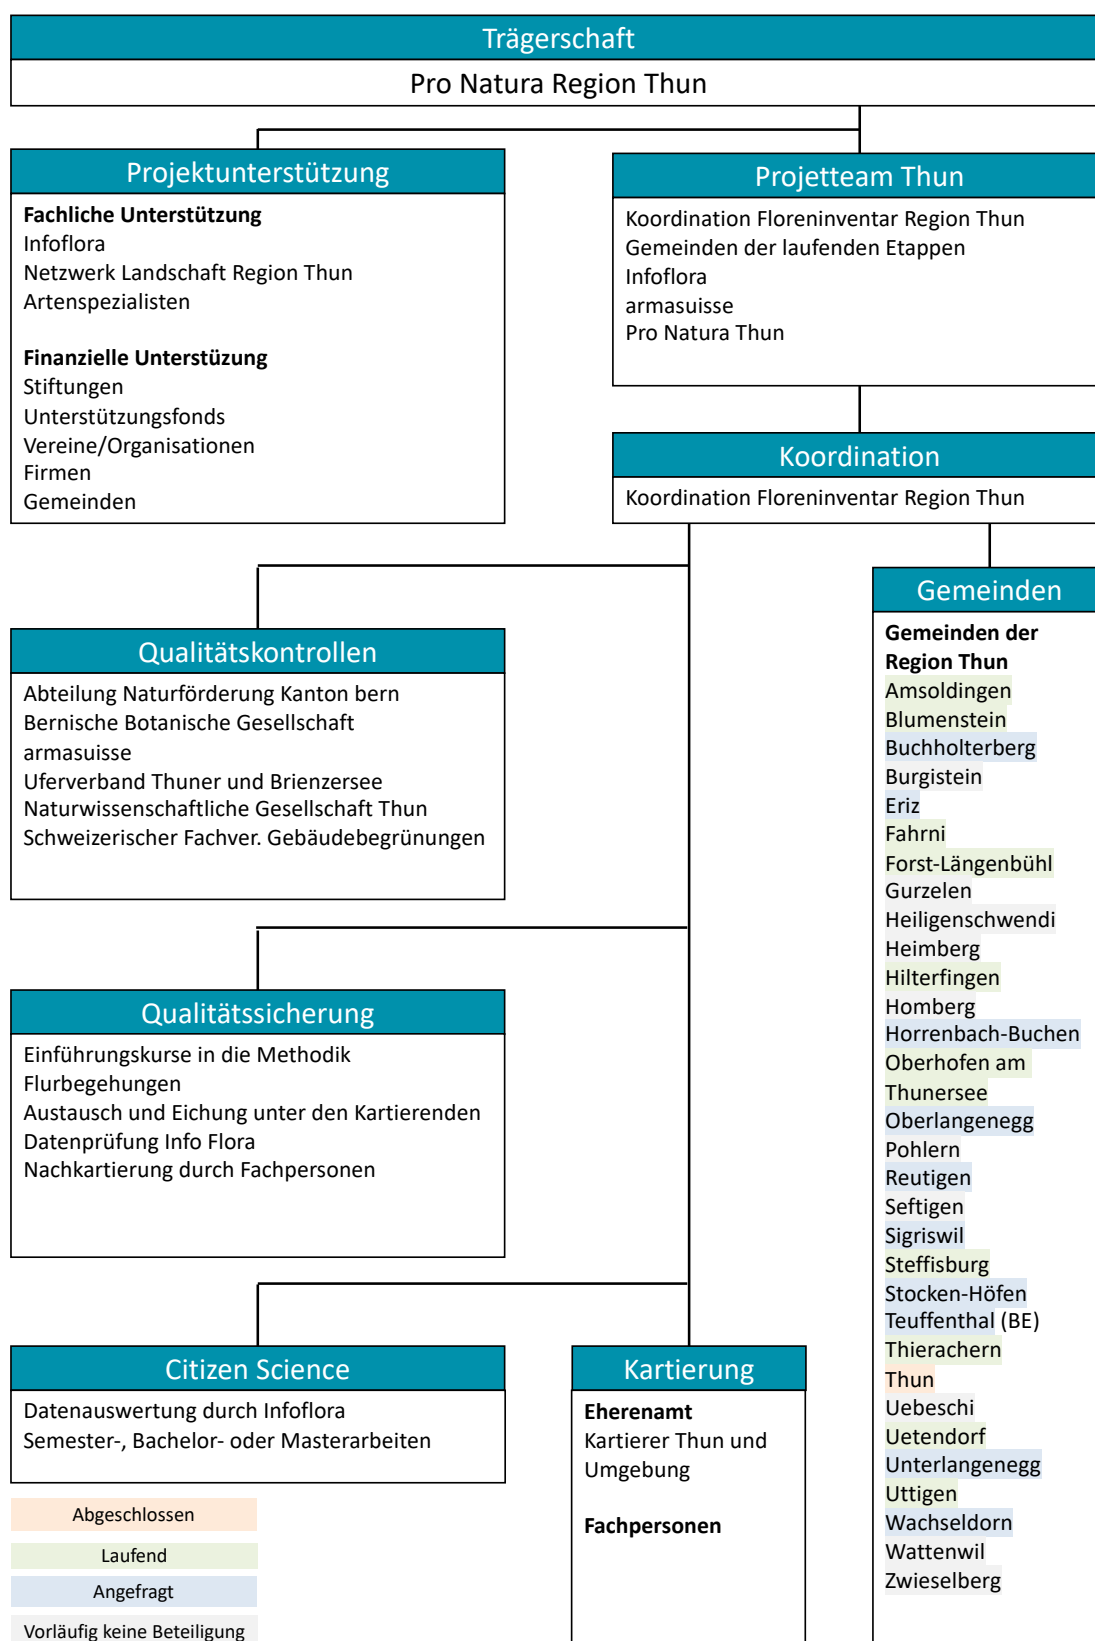 Trägerschaft
Pro Natura Region Thun
Projektunterstützung
Fachliche Unterstützung
Infoflora
Netzwerk Landschaft Region Thun
Artenspezialisten
Finanzielle Unterstüzung
Stiftungen
Unterstützungsfonds
Vereine/Organisationen
Firmen
Gemeinden
Projetteam Thun
Koordination Floreninventar Region Thun
Gemeinden der laufenden Etappen
Infoflora
armasuisse
Pro Natura Thun
Koordination
Koordination Floreninventar Region Thun
Qualitätskontrollen
Abteilung Naturförderung Kanton bern
Bernische Botanische Gesellschaft
armasuisse
Uferverband Thuner und Brienzersee
Naturwissenschaftliche Gesellschaft Thun
Schweizerischer Fachver. Gebäudebegrünungen
Qualitätssicherung
Einführungskurse in die Methodik
Flurbegehungen
Austausch und Eichung unter den Kartierenden
Datenprüfung Info Flora
Nachkartierung durch Fachpersonen
Citizen Science
Datenauswertung durch Infoflora
Semester-, Bachelor- oder Masterarbeiten
Kartierung
Eherenamt
Kartierer Thun und
Umgebung
Fachpersonen
Gemeinden
Gemeinden der
Region Thun
Amsoldingen
Blumenstein
Buchholterberg
Burgistein
Eriz
Fahrni
Forst-Längenbühl
Gurzelen
Heiligenschwendi
Heimberg
Hilterfingen
Homberg
Horrenbach-Buchen
Oberhofen am
Thunersee
Oberlangenegg
Pohlern
Reutigen
Seftigen
Sigriswil
Steffisburg
Stocken-Höfen
Teuffenthal (BE)
Thierachern
Thun
Uebeschi
Uetendorf
Unterlangenegg
Uttigen
Wachseldorn
Wattenwil
Zwieselberg
Abgeschlossen
Laufend
Angefragt
Vorläufig keine Beteiligung